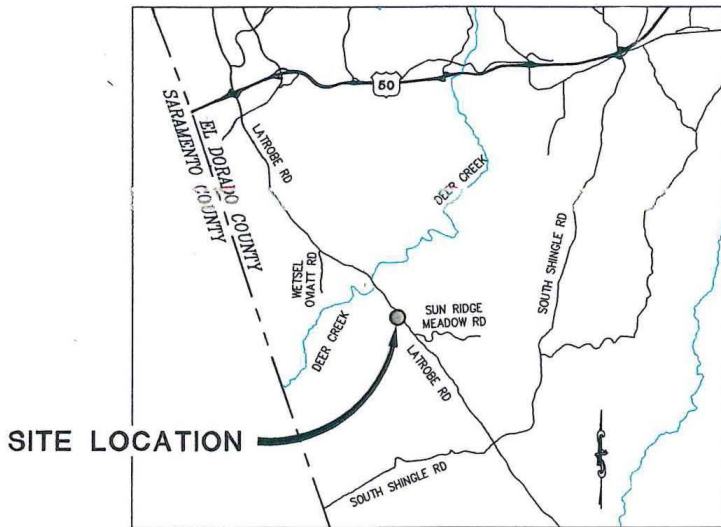 50
EL DORADO COUNTY
SARAMENTO COUNTY
LATROBE RD
DEER CREEK
WETSEL
OVIATT RD
SOUTH SHINGLE RD
SUN RIDGE
MEADOW RD
DEER CREEK
LATROBE RD
SITE LOCATION
SOUTH SHINGLE RD